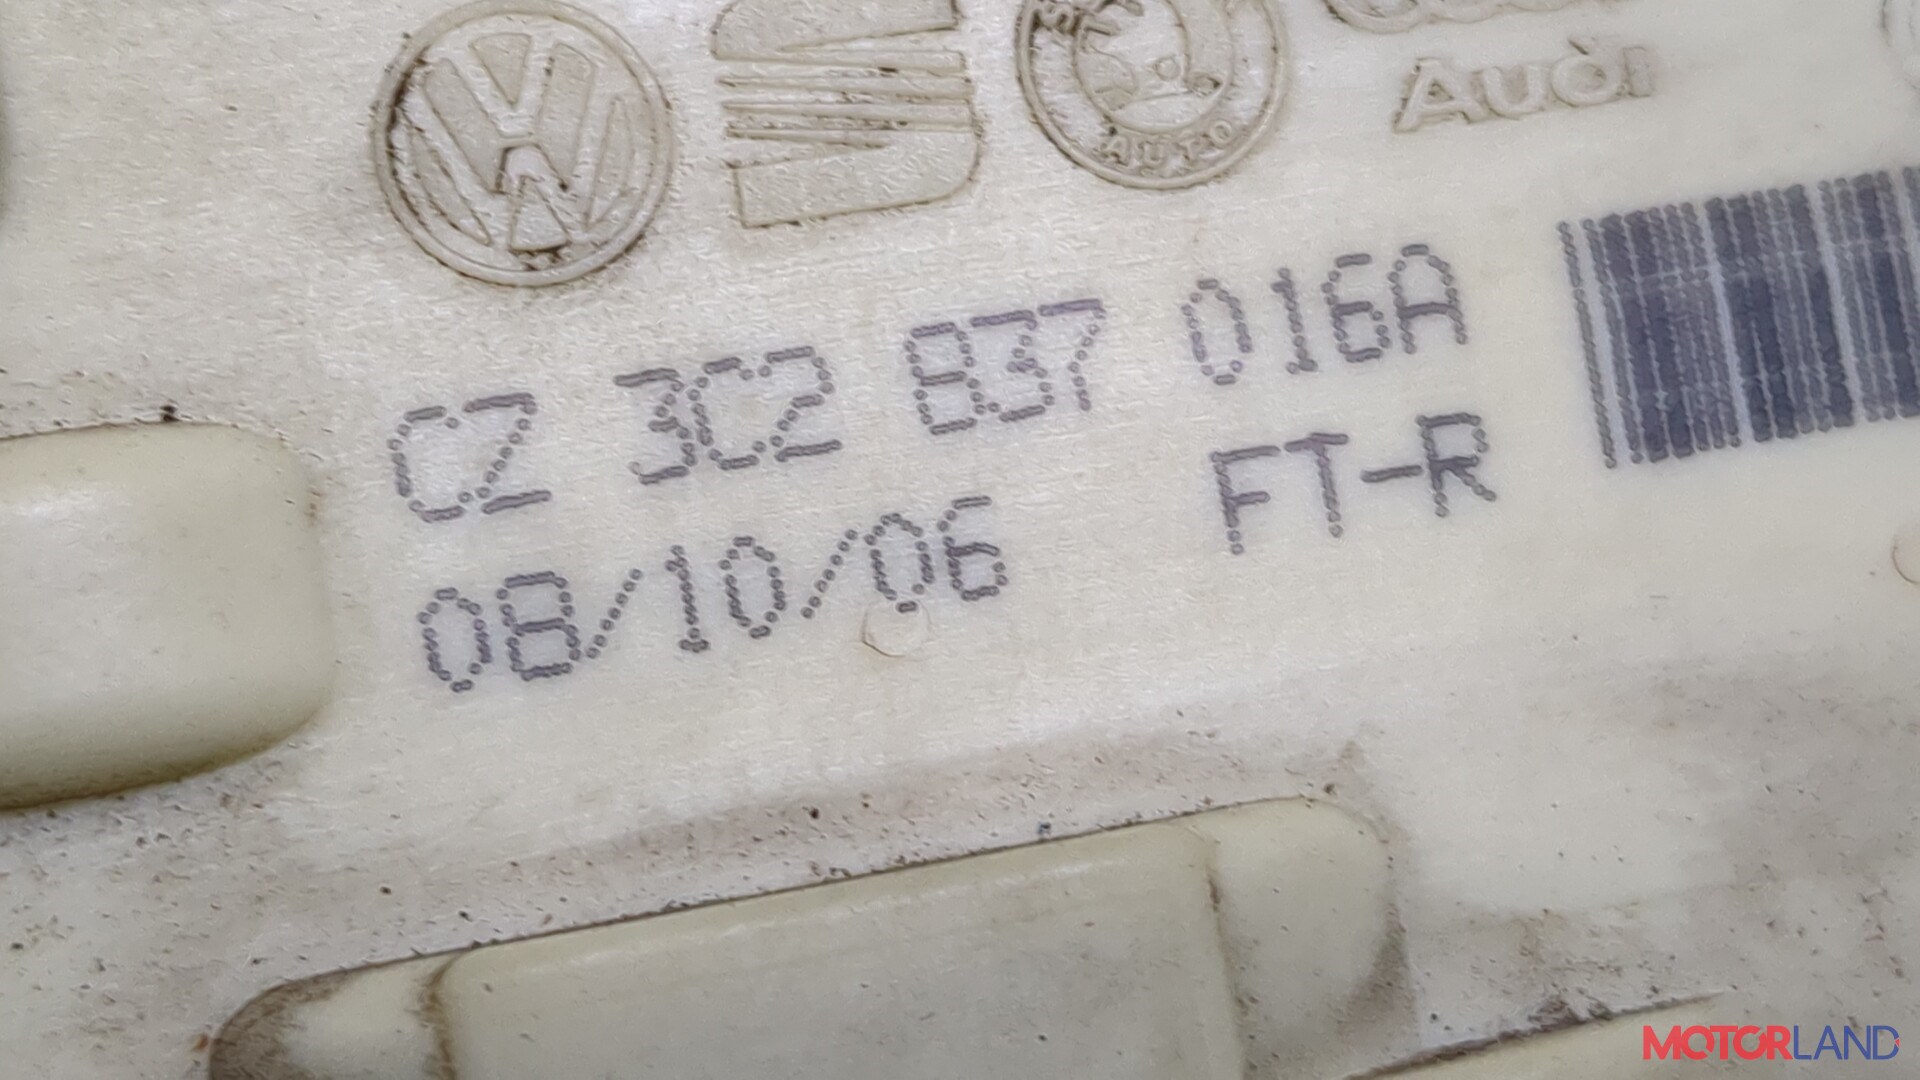 AUTO
Audi
CZ 3C2 837 016A
FT-R
08/10/06
MOTORLAND